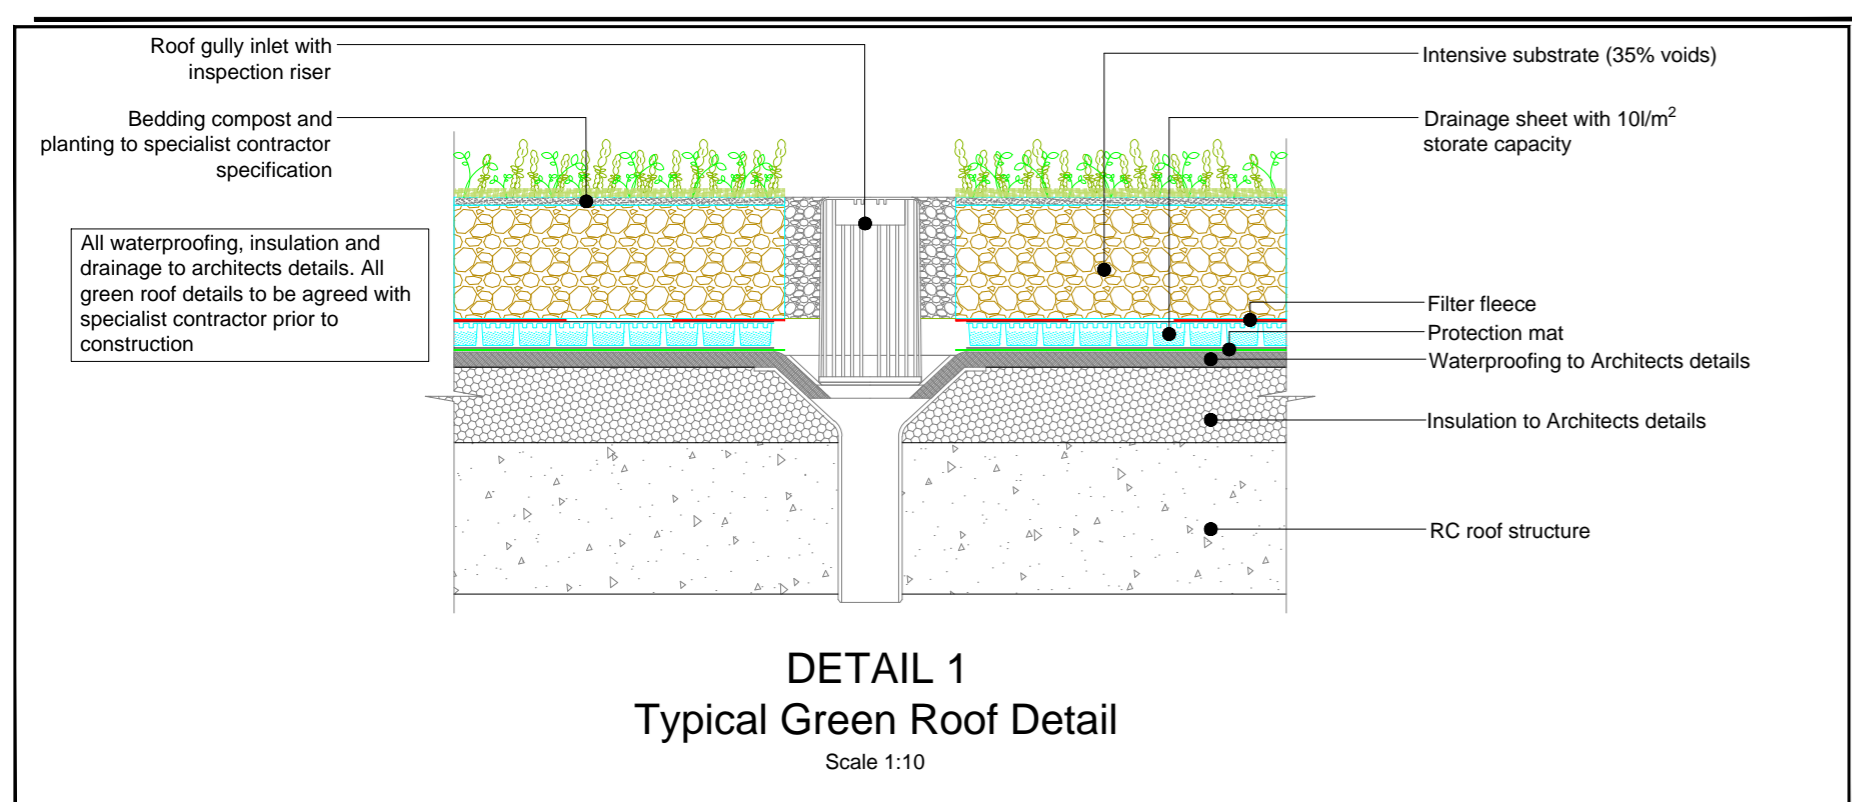 Roof gully inlet with
inspection riser
Bedding compost and
planting to specialist contractor
specification
All waterproofing, insulation and
drainage to architects details. All
green roof details to be agreed with
specialist contractor prior to
construction
Intensive substrate (35% voids)
Drainage sheet with 10l/m²
storate capacity
Filter fleece
Protection mat
Waterproofing to Architects details
Insulation to Architects details
RC roof structure
DETAIL 1
Typical Green Roof Detail
Scale 1:10